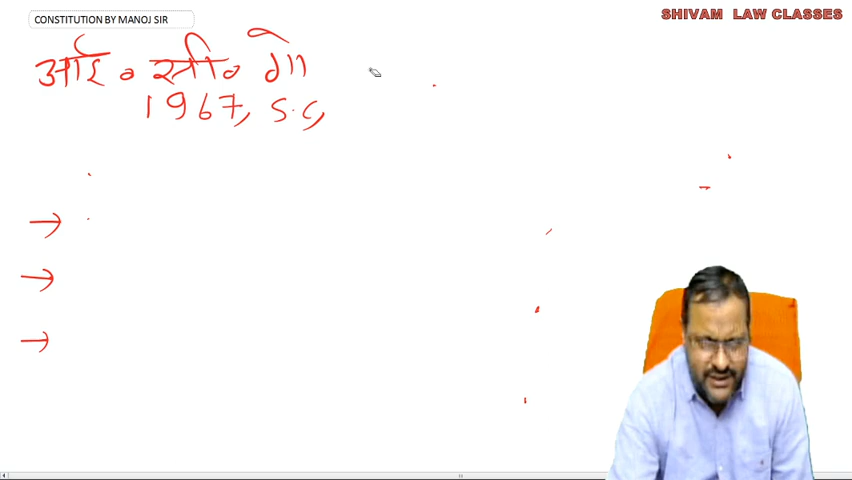 CONSTITUTION BY MANOJ SIR
SHIVAM LAW CLASSES
आई० सी०
1967, S.C,